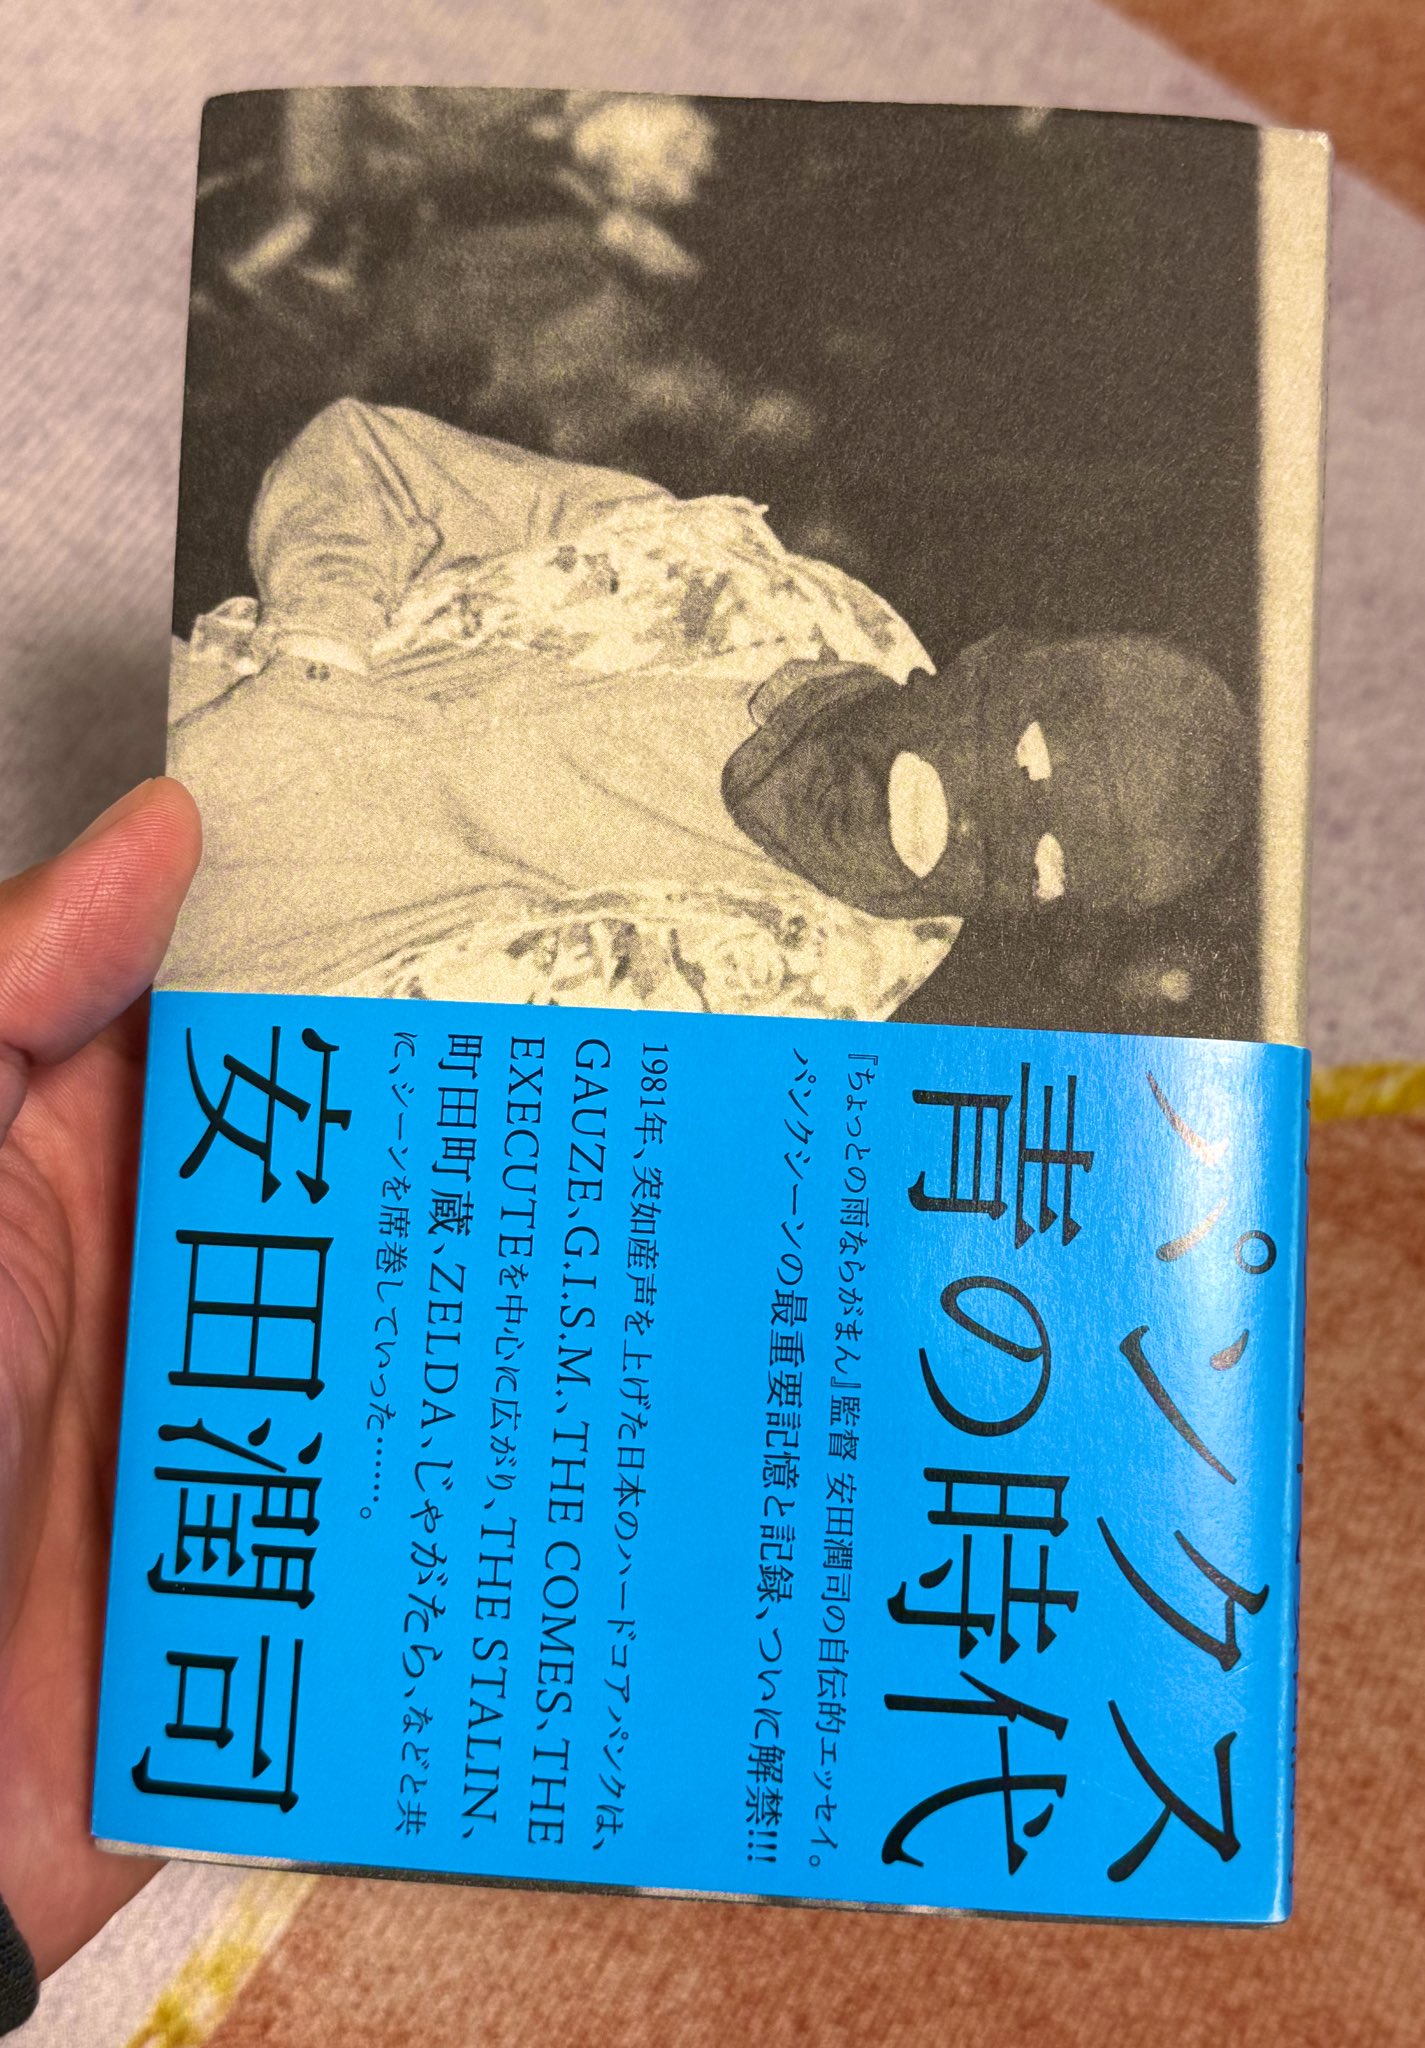 パンクス
青の時代
『ちょっとの雨ならがまん』監督 安田潤司の自伝的エッセイ。
パンクシーンの最重要記憶と記録、ついに解禁!!!
1981年、突如産声を上げた日本のハードコアパンクは、
GAUZE、G.I.S.M.、THE COMES、THE
EXECUTEを中心に広がり、THE STALIN、
町田町蔵、ZELDA、じゃがたら、などと共
に、シーンを席巻していった……。
安田潤司